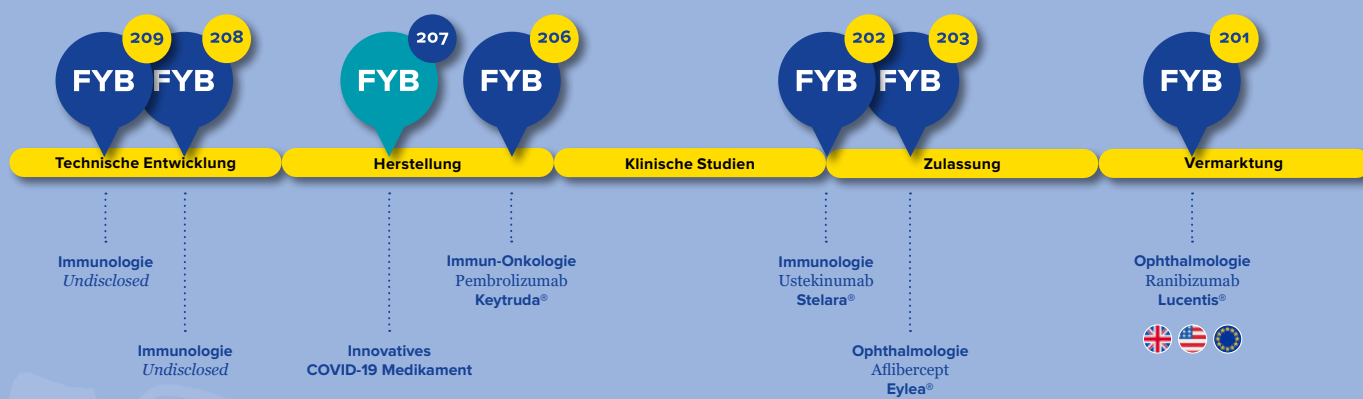 209
FYB
208
FYB
207
FYB
206
FYB
202
FYB
203
FYB
201
FYB
Technische Entwicklung
Herstellung
Klinische Studien
Zulassung
Vermarktung
Immunologie
Undisclosed
Immunologie
Undisclosed
Innovatives
COVID-19 Medikament
Immun-Onkologie
Pembrolizumab
Keytruda®
Immunologie
Ustekinumab
Stelara®
Ophthalmologie
Aflibercept
Eylea®
Ophthalmologie
Ranibizumab
Lucentis®